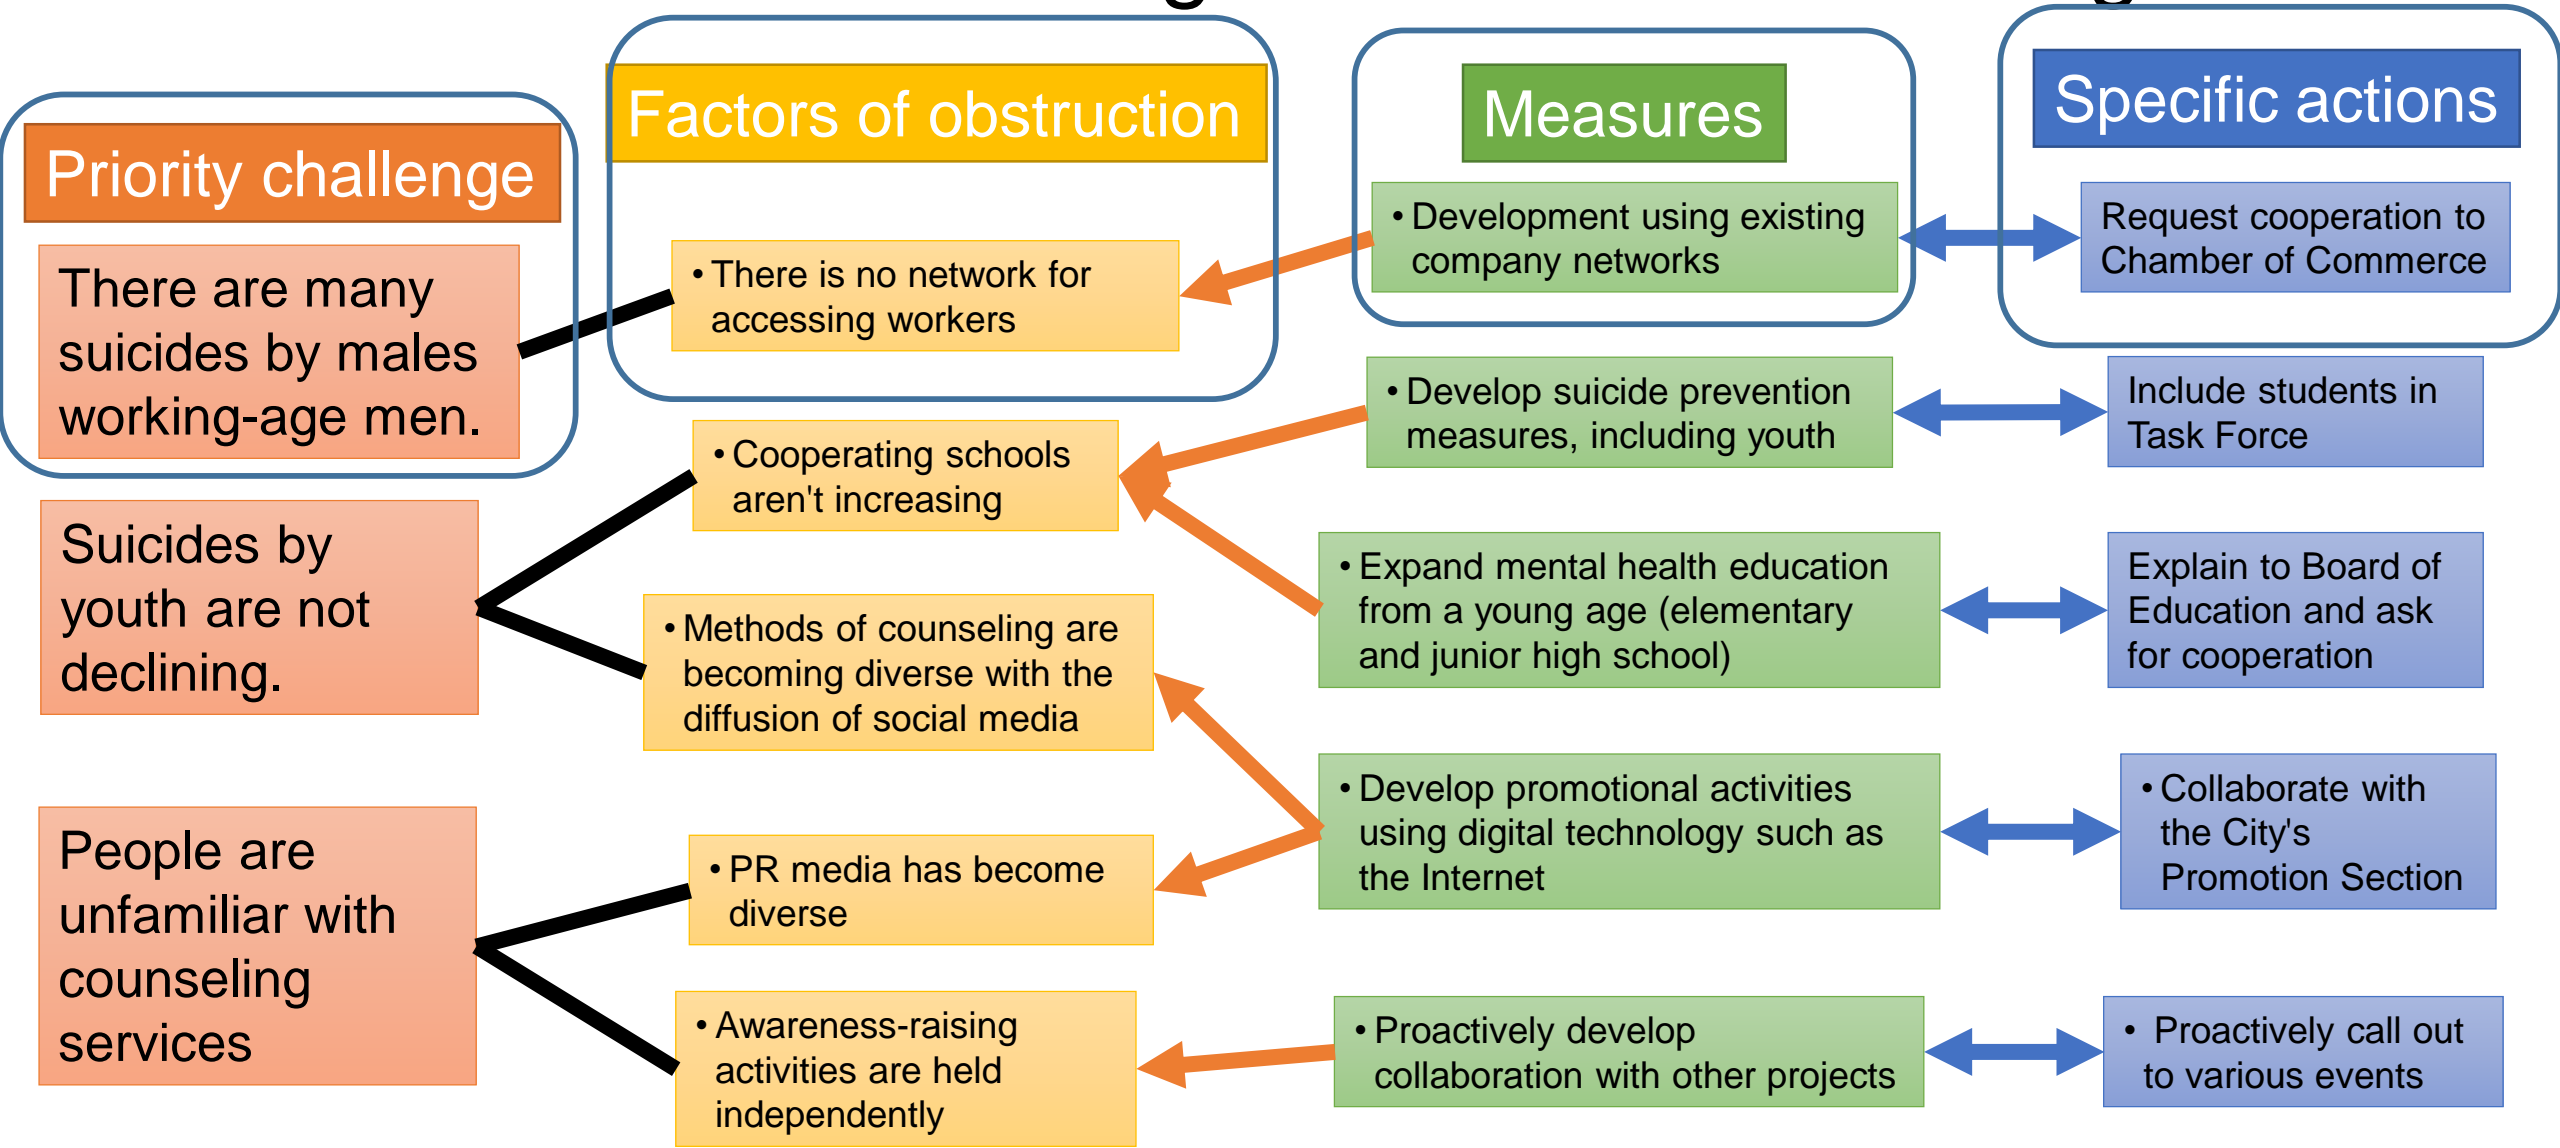 Priority challenge
There are many
suicides by males
working-age men.
Suicides by
youth are not
declining.
People are
unfamiliar with
counseling
services
Factors of obstruction
• There is no network for
accessing workers
• Cooperating schools
aren't increasing
• Methods of counseling are
becoming diverse with the
diffusion of social media
• PR media has become
diverse
• Awareness-raising
activities are held
independently
Measures
• Development using existing
company networks
• Develop suicide prevention
measures, including youth
• Expand mental health education
from a young age (elementary
and junior high school)
• Develop promotional activities
using digital technology such as
the Internet
• Proactively develop
collaboration with other projects
Specific actions
Request cooperation to
Chamber of Commerce
Include students in
Task Force
Explain to Board of
Education and ask
for cooperation
• Collaborate with
the City's
Promotion Section
• Proactively call out
to various events